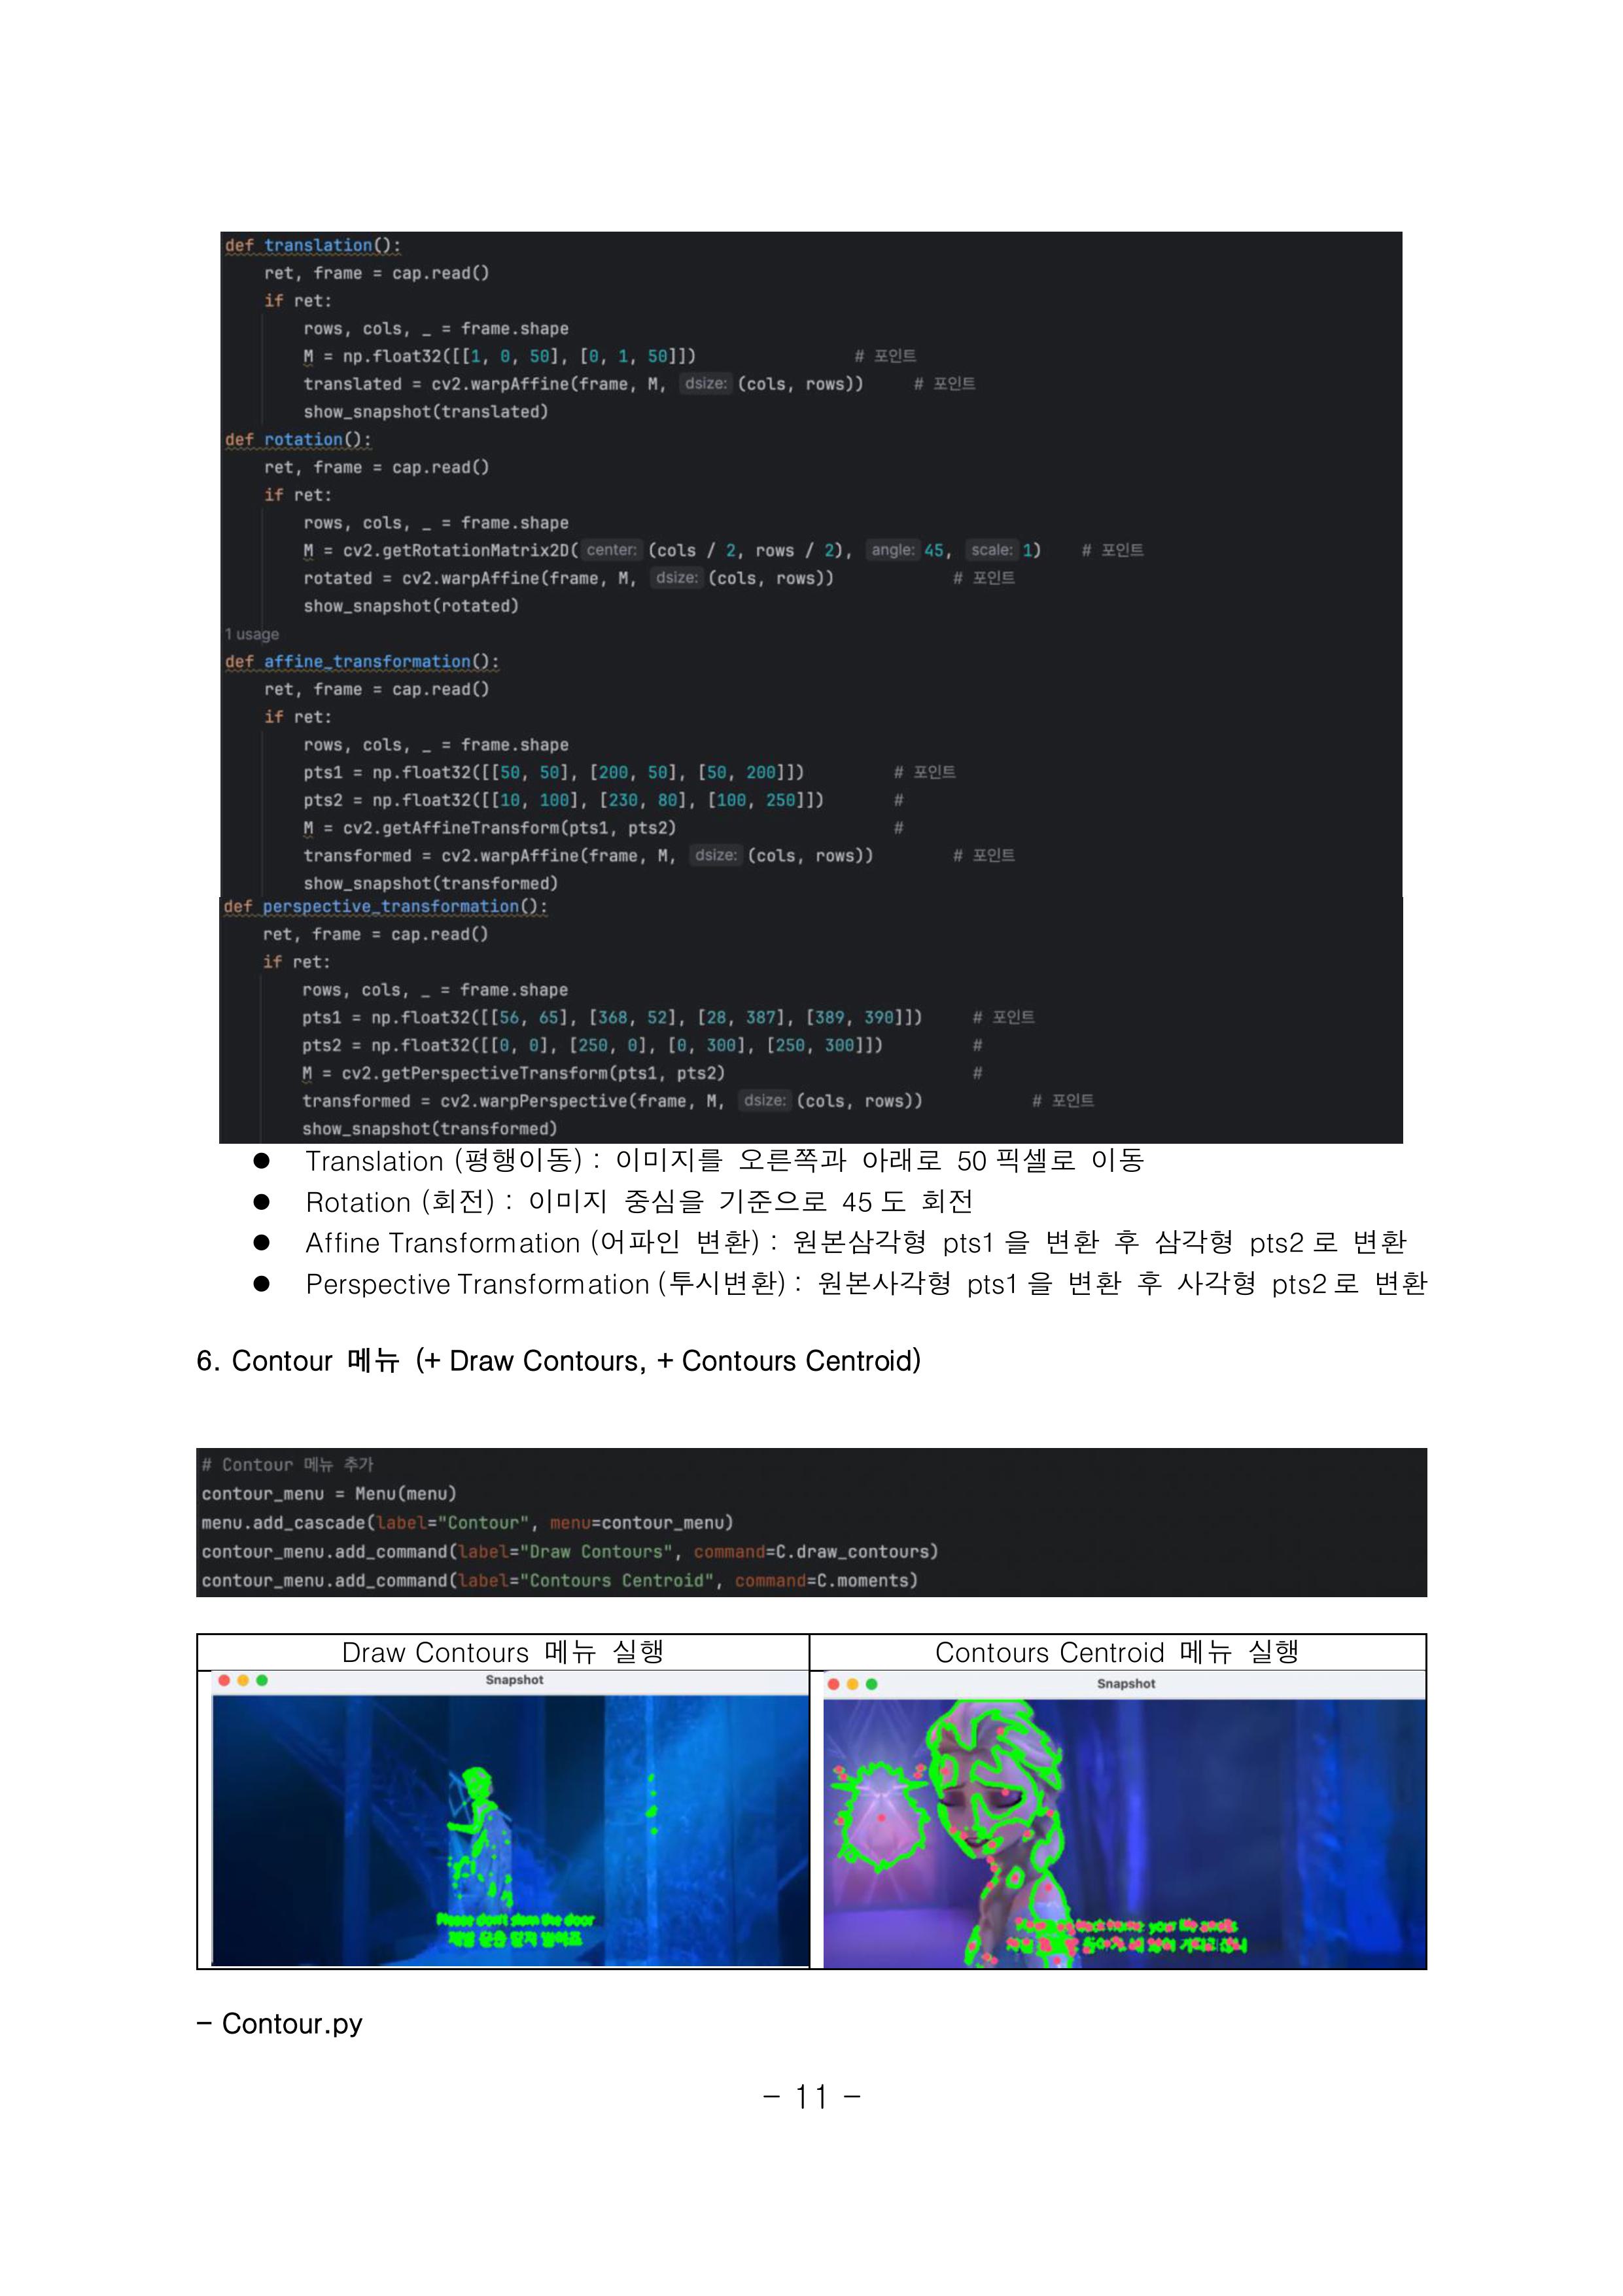 def translation():
ret, frame = cap.read()
if ret:
rows, cols, _ = frame.shape
M = np.float32([[1, 0, 50], [0, 1, 50]]) # 포인트
translated = cv2.warpAffine(frame, M, dsize: (cols, rows)) # 포인트
show_snapshot(translated)
def rotation():
ret, frame = cap.read()
if ret:
rows, cols, _ = frame.shape
M = cv2.getRotationMatrix2D( center: (cols / 2, rows / 2), angle: 45, scale: 1) # 포인트
rotated = cv2.warpAffine(frame, M, dsize: (cols, rows)) # 포인트
show_snapshot(rotated)
1 usage
def affine_transformation():
ret, frame = cap.read()
if ret:
rows, cols, _ = frame.shape
pts1 = np.float32([[50, 50], [200, 50], [50, 200]]) # 포인트
pts2 = np.float32([[10, 100], [230, 80], [100, 250]]) #
M = cv2.getAffineTransform(pts1, pts2) #
transformed = cv2.warpAffine(frame, M, dsize: (cols, rows)) # 포인트
show_snapshot(transformed)
def perspective_transformation():
ret, frame = cap.read()
if ret:
rows, cols, _ = frame.shape
pts1 = np.float32([[56, 65], [368, 52], [28, 387], [389, 390]]) # 포인트
pts2 = np.float32([[0, 0], [250, 0], [0, 300], [250, 300]]) #
M = cv2.getPerspectiveTransform(pts1, pts2) #
transformed = cv2.warpPerspective(frame, M, dsize: (cols, rows)) # 포인트
show_snapshot(transformed)
● Translation (평행이동) : 이미지를 오른쪽과 아래로 50 픽셀로 이동
● Rotation (회전) : 이미지 중심을 기준으로 45 도 회전
● Affine Transformation (어파인 변환) : 원본삼각형 pts1 을 변환 후 삼각형 pts2 로 변환
● Perspective Transformation (투시변환) : 원본사각형 pts1 을 변환 후 사각형 pts2 로 변환
6. Contour 메뉴 (+ Draw Contours, + Contours Centroid)
# Contour 메뉴 추가
contour_menu = Menu(menu)
menu.add_cascade(label="Contour", menu=contour_menu)
contour_menu.add_command(label="Draw Contours", command=C.draw_contours)
contour_menu.add_command(label="Contours Centroid", command=C.moments)
Draw Contours 메뉴 실행
Contours Centroid 메뉴 실행
Snapshot
Snapshot
Please don't slam the door
제발 문을 닫지 말아줘
- Contour.py
- 11 -